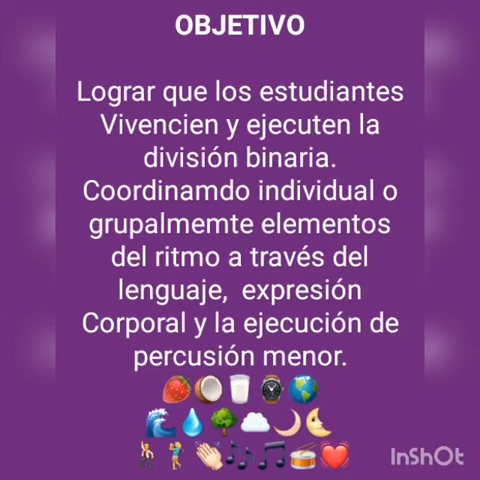 OBJETIVO
Lograr que los estudiantes
Vivencien y ejecuten la
división binaria.
Coordinamdo individual o
grupalmemte elementos
del ritmo a través del
lenguaje, expresión
Corporal y la ejecución de
percusión menor.
InShOt